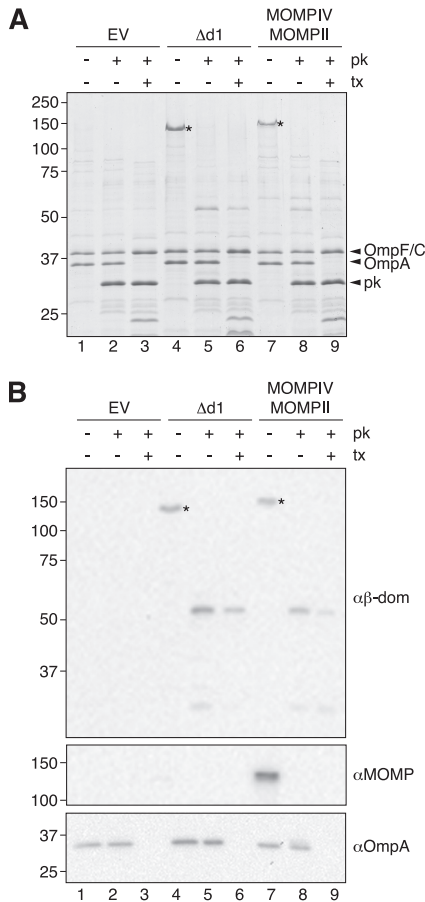 A
EV Δd1 MOMPIV
MOMPII
- + + - + + - + + pk
- - + - - + - - + tx
250
150
100
75
50
37
25
* *
OmpF/C
OmpA
pk
1 2 3 4 5 6 7 8 9
B
EV Δd1 MOMPIV
MOMPII
- + + - + + - + + pk
- - + - - + - - + tx
150
100
75
50
37
* *
αβ-dom
150
100
αMOMP
37
25
αOmpA
1 2 3 4 5 6 7 8 9